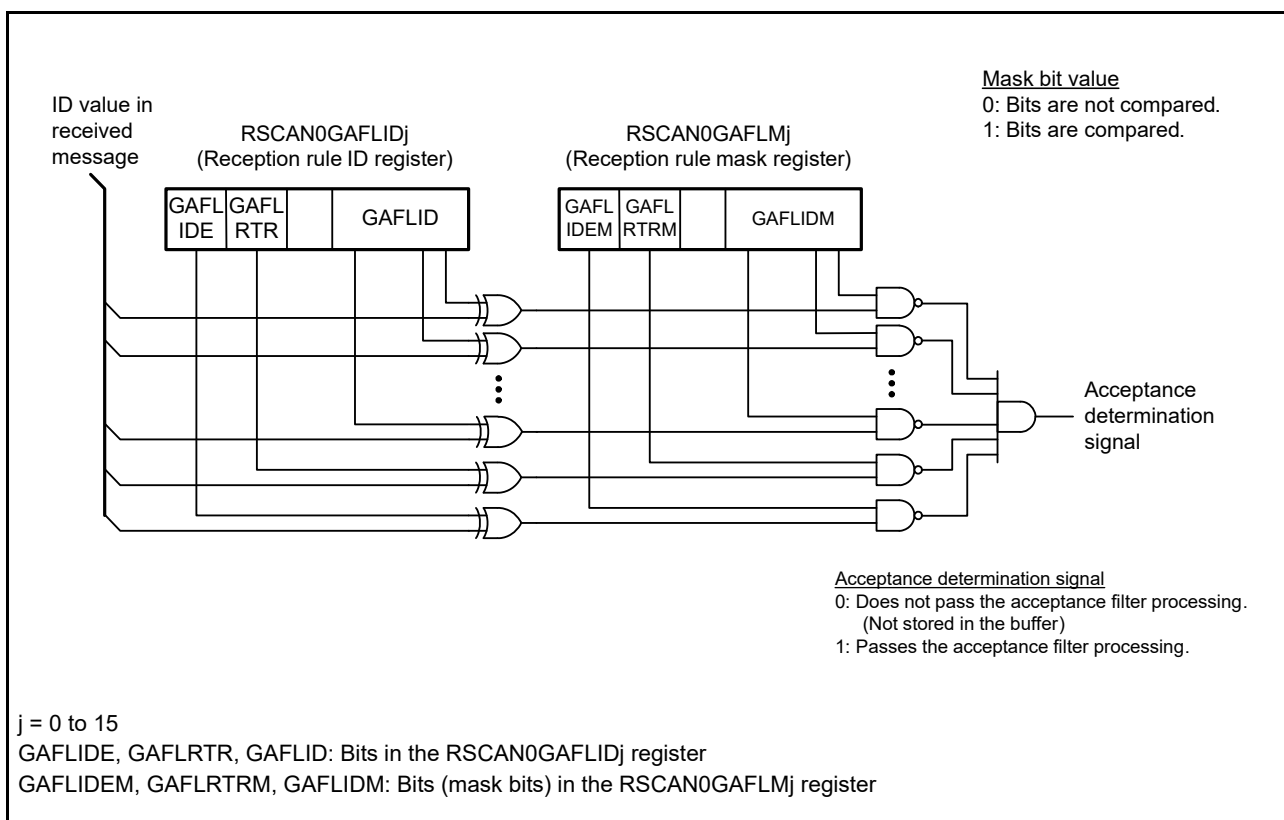 Mask bit value
0: Bits are not compared.
1: Bits are compared.
ID value in
received
message
RSCAN0GAFLIDj
(Reception rule ID register)
RSCAN0GAFLMj
(Reception rule mask register)
GAFL
IDE
GAFL
RTR
GAFLID
GAFL
IDEM
GAFL
RTRM
GAFLIDM
Acceptance
determination
signal
Acceptance determination signal
0: Does not pass the acceptance filter processing.
(Not stored in the buffer)
1: Passes the acceptance filter processing.
j = 0 to 15
GAFLIDE, GAFLRTR, GAFLID: Bits in the RSCAN0GAFLIDj register
GAFLIDEM, GAFLRTRM, GAFLIDM: Bits (mask bits) in the RSCAN0GAFLMj register